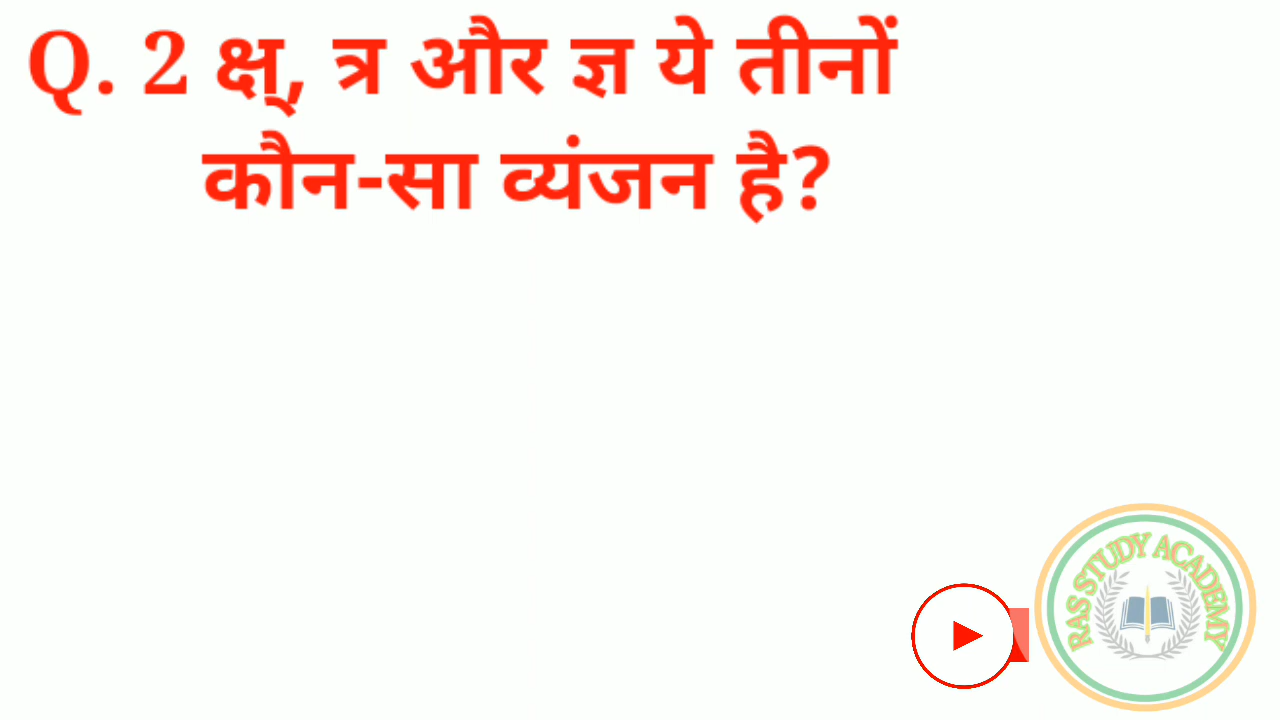 Q. 2 क्ष्, त्र और ज्ञ ये तीनों
कौन-सा व्यंजन है?
RAS STUDY ACADEMY